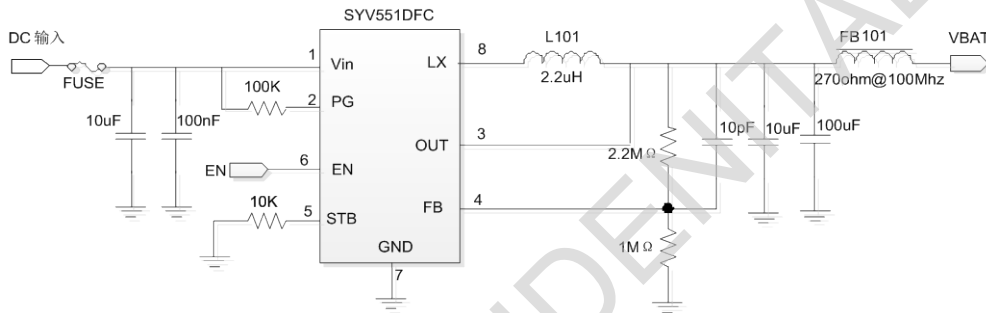 SYV551DFC
DC 输入
FUSE
1
Vin
LX
8
L101
2.2uH
FB101
270ohm@100Mhz
VBAT
100K
2
PG
10uF
100nF
OUT
3
2.2MΩ
10pF
10uF
100uF
EN
6
EN
10K
5
STB
FB
4
GND
7
1MΩ